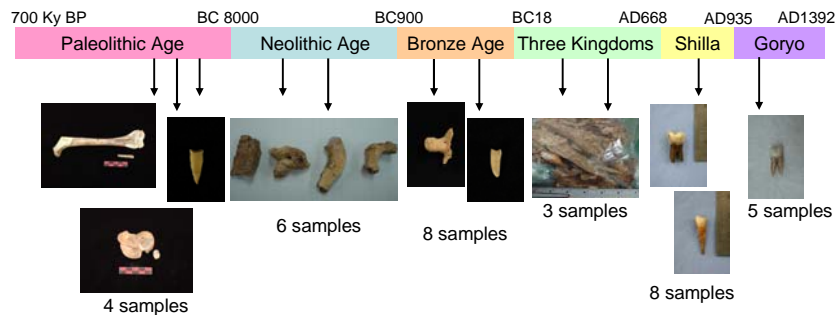 700 Ky BP BC 8000 BC900 BC18 AD668 AD935 AD1392
Paleolithic Age Neolithic Age Bronze Age Three Kingdoms Shilla Goryo
6 samples 8 samples 3 samples 5 samples
4 samples 8 samples